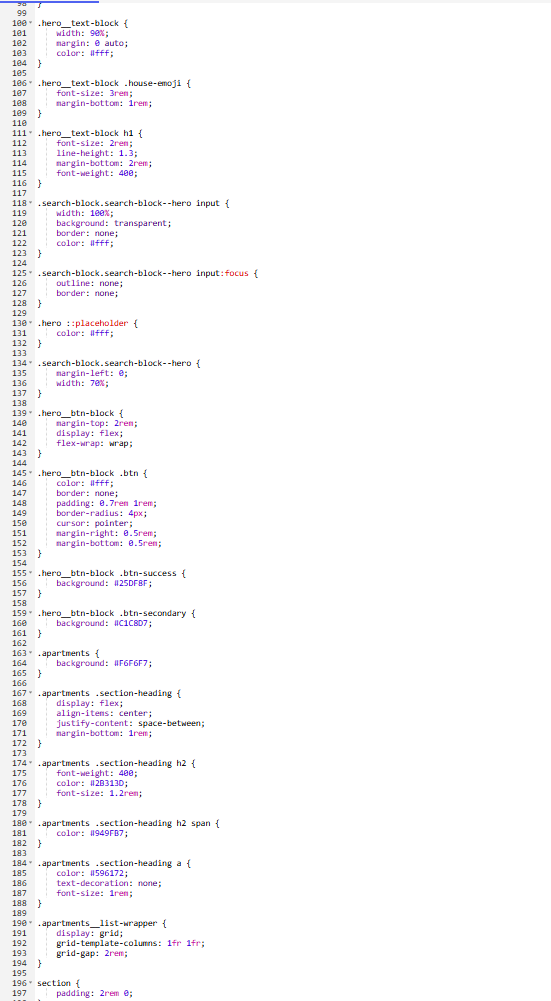 98 }
99
100 .hero__text-block {
101 width: 90%;
102 margin: 0 auto;
103 color: #fff;
104 }
105
106 .hero__text-block .house-emoji {
107 font-size: 3rem;
108 margin-bottom: 1rem;
109 }
110
111 .hero__text-block h1 {
112 font-size: 2rem;
113 line-height: 1.3;
114 margin-bottom: 2rem;
115 font-weight: 400;
116 }
117
118 .search-block.search-block--hero input {
119 width: 100%;
120 background: transparent;
121 border: none;
122 color: #fff;
123 }
124
125 .search-block.search-block--hero input:focus {
126 outline: none;
127 border: none;
128 }
129
130 .hero ::placeholder {
131 color: #fff;
132 }
133
134 .search-block.search-block--hero {
135 margin-left: 0;
136 width: 70%;
137 }
138
139 .hero__btn-block {
140 margin-top: 2rem;
141 display: flex;
142 flex-wrap: wrap;
143 }
144
145 .hero__btn-block .btn {
146 color: #fff;
147 border: none;
148 padding: 0.7rem 1rem;
149 border-radius: 4px;
150 cursor: pointer;
151 margin-right: 0.5rem;
152 margin-bottom: 0.5rem;
153 }
154
155 .hero__btn-block .btn-success {
156 background: #25DF8F;
157 }
158
159 .hero__btn-block .btn-secondary {
160 background: #C1C8D7;
161 }
162
163 .apartments {
164 background: #F6F6F7;
165 }
166
167 .apartments .section-heading {
168 display: flex;
169 align-items: center;
170 justify-content: space-between;
171 margin-bottom: 1rem;
172 }
173
174 .apartments .section-heading h2 {
175 font-weight: 400;
176 color: #2B313D;
177 font-size: 1.2rem;
178 }
179
180 .apartments .section-heading h2 span {
181 color: #949FB7;
182 }
183
184 .apartments .section-heading a {
185 color: #596172;
186 text-decoration: none;
187 font-size: 1rem;
188 }
189
190 .apartments__list-wrapper {
191 display: grid;
192 grid-template-columns: 1fr 1fr;
193 grid-gap: 2rem;
194 }
195
196 section {
197 padding: 2rem 0;